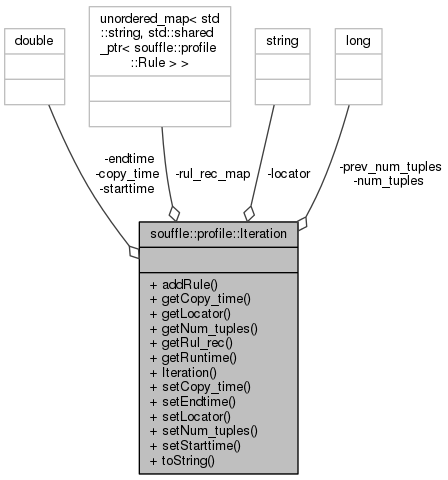 double
unordered_map< std
::string, std::shared
_ptr< souffle::profile
::Rule > >
string
long
-endtime
-copy_time
-starttime
-rul_rec_map
-locator
-prev_num_tuples
-num_tuples
souffle::profile::Iteration
+ addRule()
+ getCopy_time()
+ getLocator()
+ getNum_tuples()
+ getRul_rec()
+ getRuntime()
+ Iteration()
+ setCopy_time()
+ setEndtime()
+ setLocator()
+ setNum_tuples()
+ setStarttime()
+ toString()